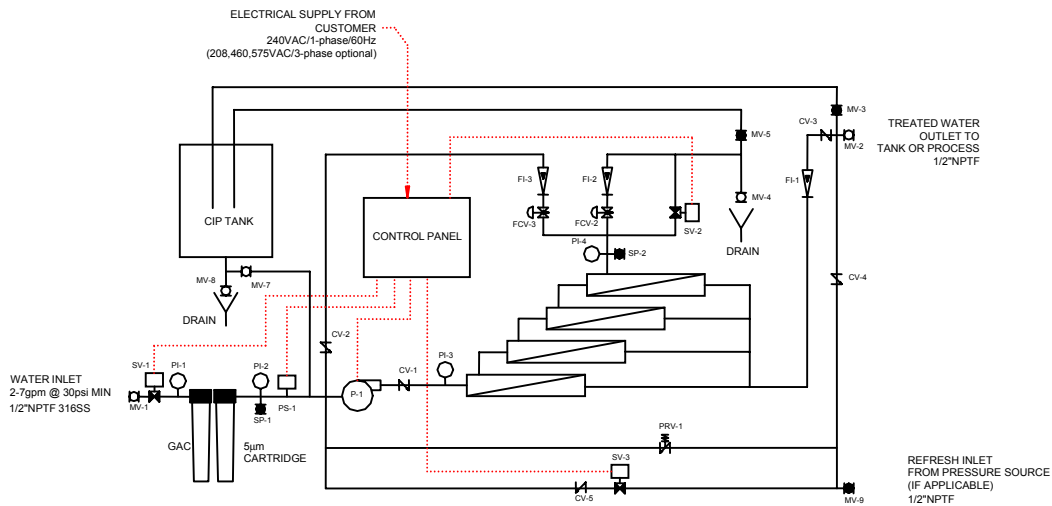 ELECTRICAL SUPPLY FROM
CUSTOMER
240VAC/1-phase/60Hz
(208,460,575VAC/3-phase optional)
MV-3
CV-3
TREATED WATER
OUTLET TO
TANK OR PROCESS
1/2"NPTF
MV-5
MV-2
FI-3
FI-2
FI-1
MV-4
CIP TANK
CONTROL PANEL
FCV-3
FCV-2
SV-2
DRAIN
PI-4
SP-2
MV-8
MV-7
CV-4
DRAIN
CV-2
SV-1
PI-1
PI-2
PI-3
CV-1
WATER INLET
2-7gpm @ 30psi MIN
1/2"NPTF 316SS
MV-1
P-1
SP-1
PS-1
GAC
5µm
CARTRIDGE
PRV-1
SV-3
CV-5
REFRESH INLET
FROM PRESSURE SOURCE
(IF APPLICABLE)
1/2"NPTF
MV-9